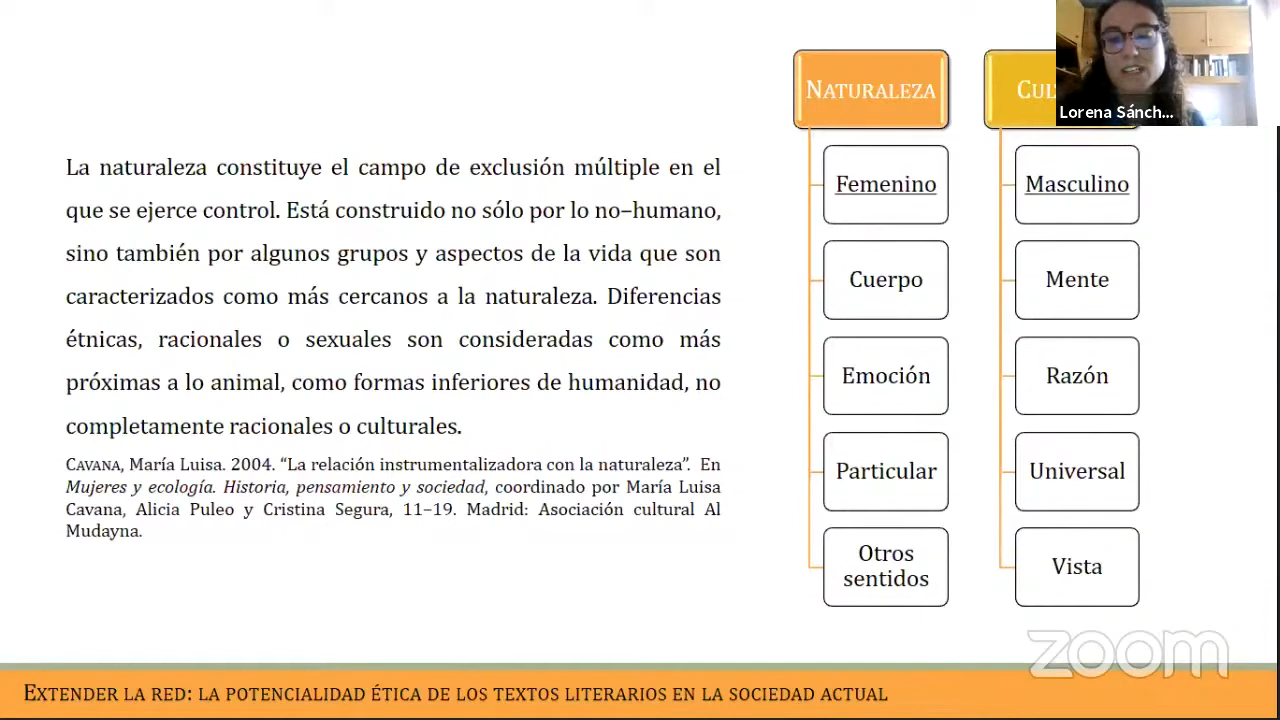 La naturaleza constituye el campo de exclusión múltiple en el
que se ejerce control. Está construido no sólo por lo no–humano,
sino también por algunos grupos y aspectos de la vida que son
caracterizados como más cercanos a la naturaleza. Diferencias
étnicas, racionales o sexuales son consideradas como más
próximas a lo animal, como formas inferiores de humanidad, no
completamente racionales o culturales.
CAVANA, María Luisa. 2004. “La relación instrumentalizadora con la naturaleza”. En
Mujeres y ecología. Historia, pensamiento y sociedad, coordinado por María Luisa
Cavana, Alicia Puleo y Cristina Segura, 11–19. Madrid: Asociación cultural Al
Mudayna.
NATURALEZA
Femenino
Cuerpo
Emoción
Particular
Otros
sentidos
Masculino
Mente
Razón
Universal
Vista
Lorena Sánch...
zoom
EXTENDER LA RED: LA POTENCIALIDAD ÉTICA DE LOS TEXTOS LITERARIOS EN LA SOCIEDAD ACTUAL